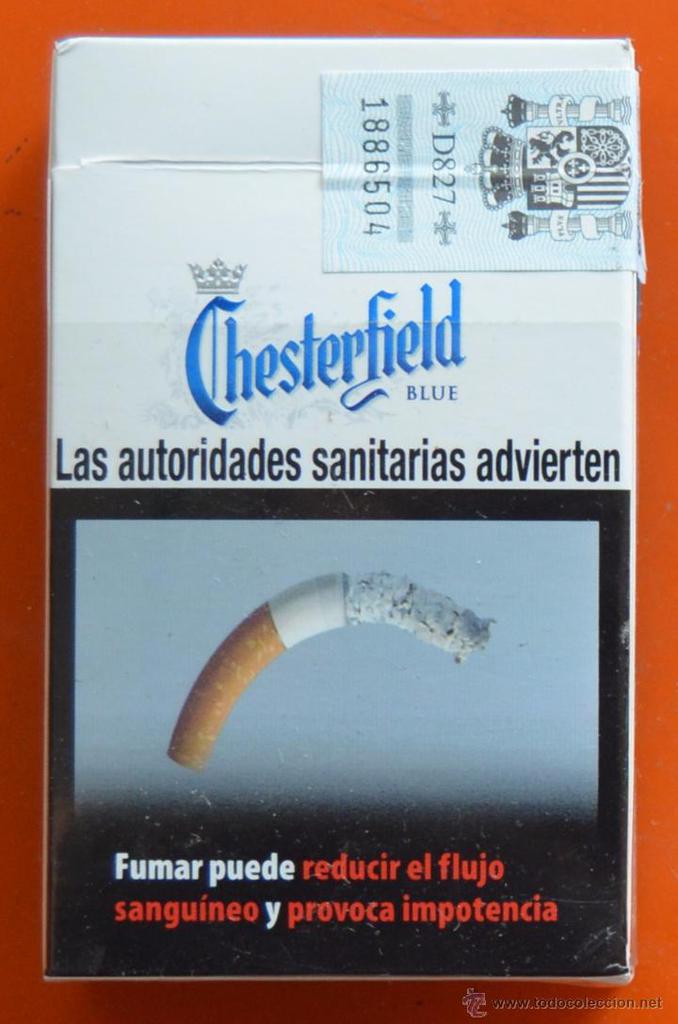 D827
1886504
Chesterfield
BLUE
Las autoridades sanitarias advierten
Fumar puede reducir el flujo
sanguíneo y provoca impotencia
www.todocoleccion.net